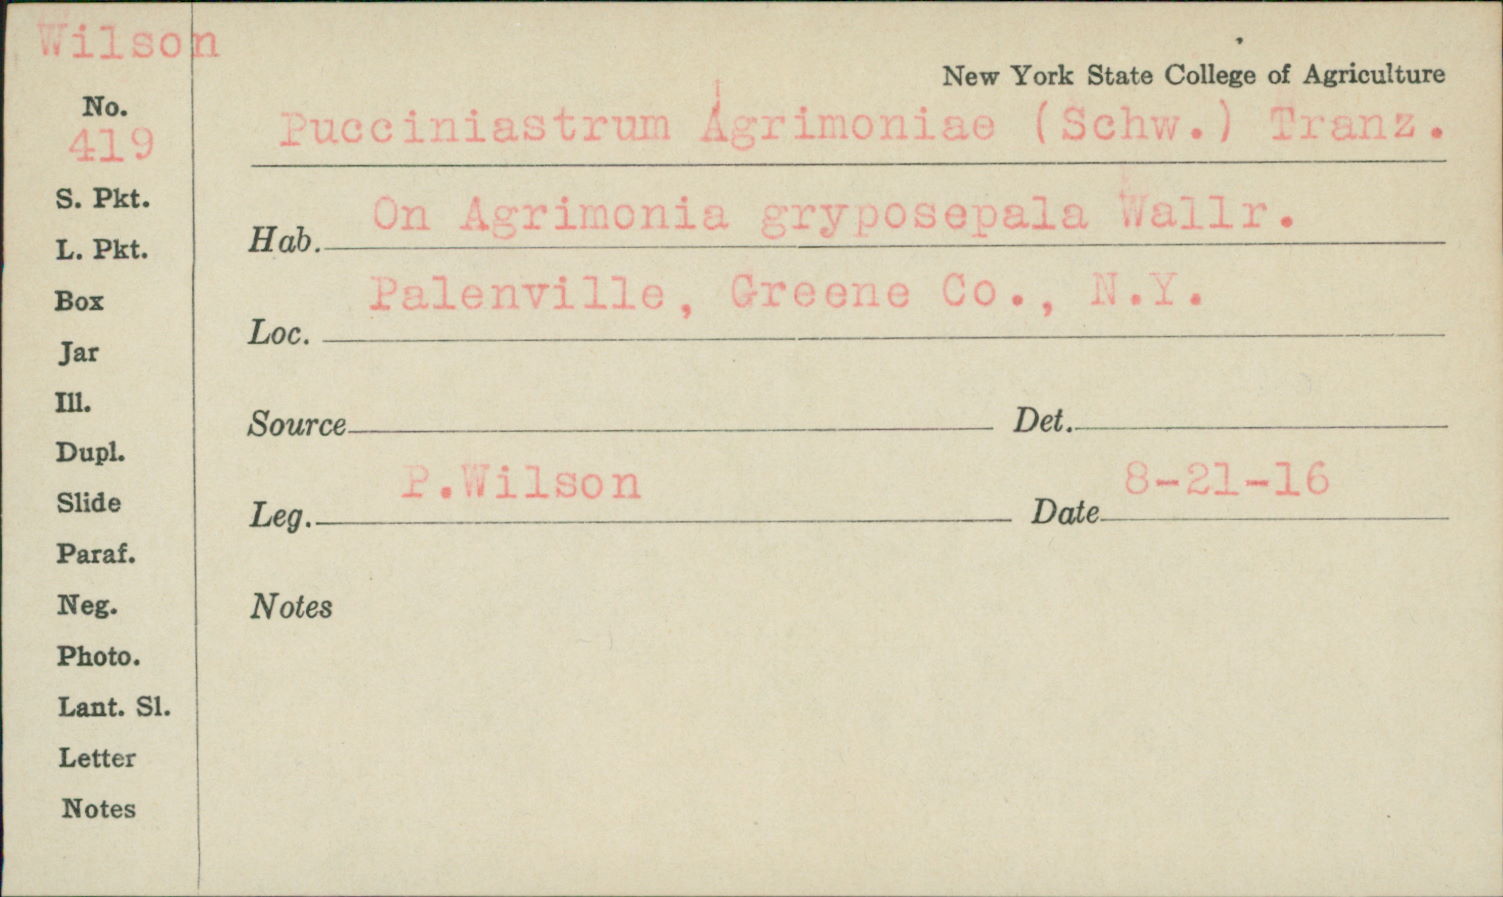 Wilson
New York State College of Agriculture
No.
419
Pucciniastrum Agrimoniae (Schw.) Tranz.
S. Pkt.
Hab. On Agrimonia gryposepala Wallr.
L. Pkt.
Box
Loc. Palenville, Greene Co., N.Y.
Jar
Ill.
Source
Det.
Dupl.
Slide
Leg. P.Wilson
Date 8-21-16
Paraf.
Neg.
Notes
Photo.
Lant. Sl.
Letter
Notes